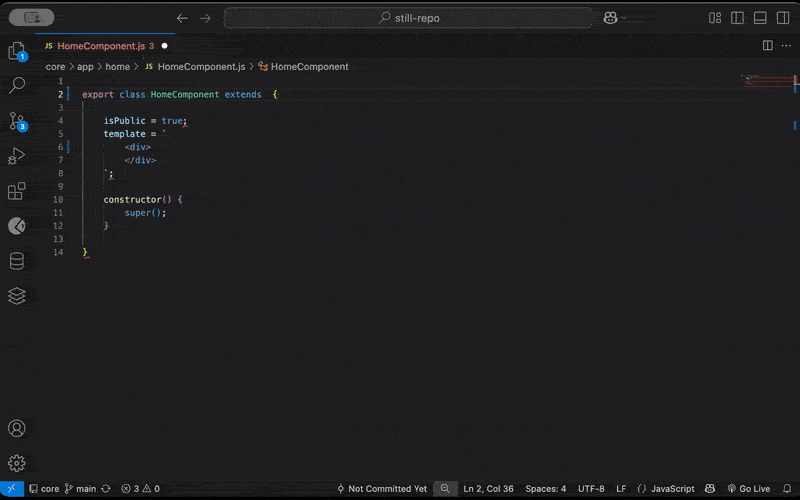 still-repo
JS HomeComponent.js 3
core > app > home > JS HomeComponent.js > HomeComponent
1
2 export class HomeComponent extends  {
3
4 isPublic = true;
5 template = `
6 <div>
7 </div>
8 `;
9
10 constructor() {
11 super();
12 }
13
14 }
1
3
core main 3 0 Not Committed Yet Ln 2, Col 36 Spaces: 4 UTF-8 LF {} JavaScript Go Live